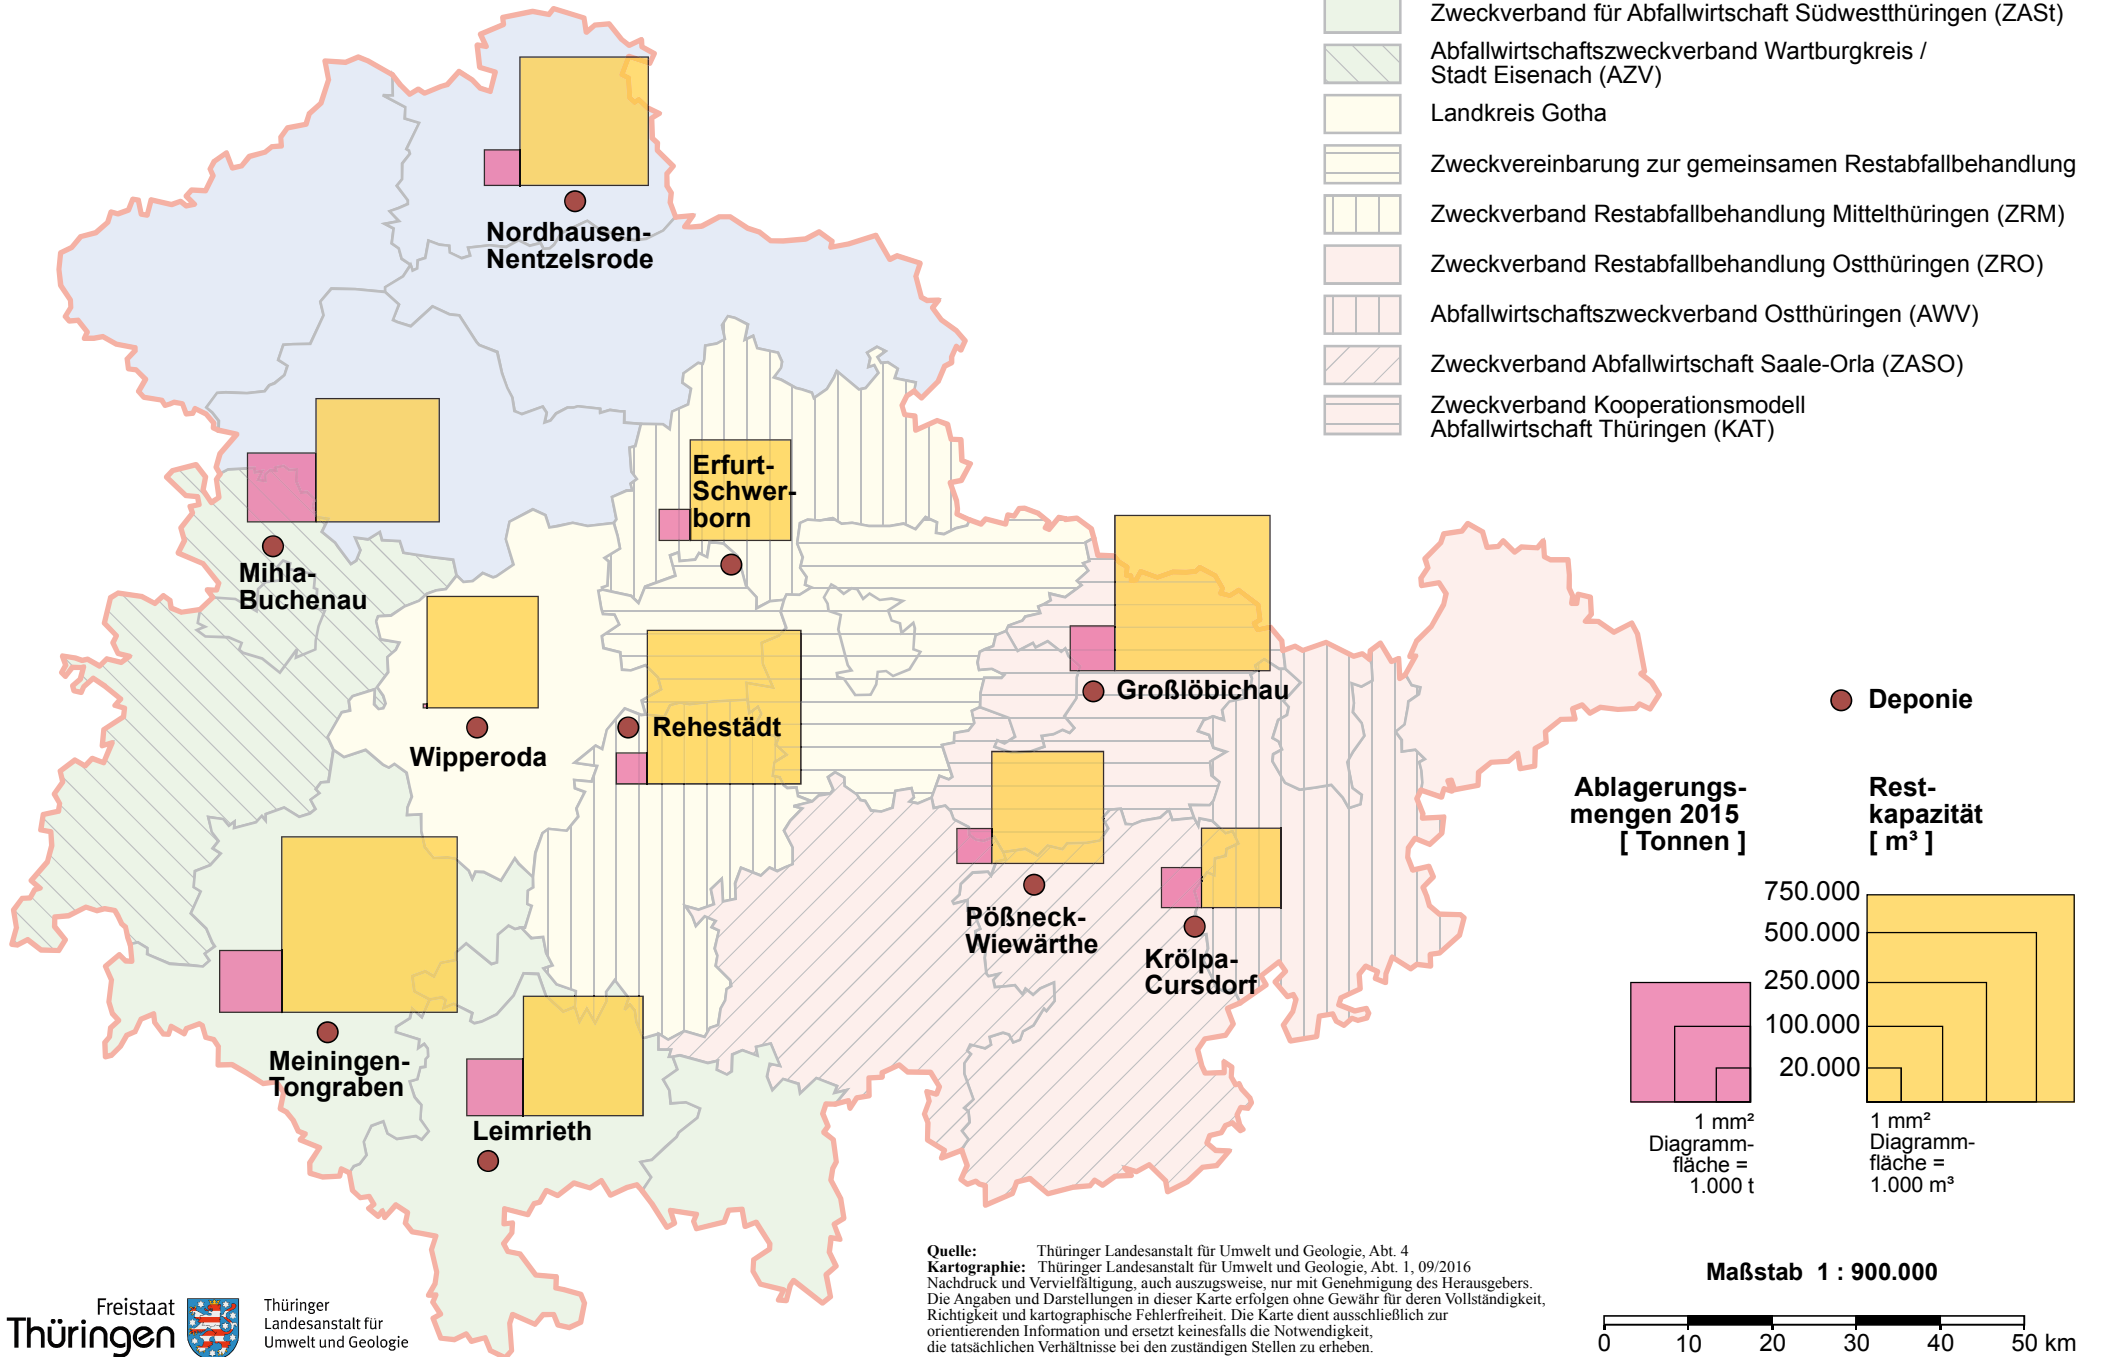 Zweckverband für Abfallwirtschaft Südwestthüringen (ZASt)
Abfallwirtschaftszweckverband Wartburgkreis /
Stadt Eisenach (AZV)
Landkreis Gotha
Zweckvereinbarung zur gemeinsamen Restabfallbehandlung
Zweckverband Restabfallbehandlung Mittelthüringen (ZRM)
Zweckverband Restabfallbehandlung Ostthüringen (ZRO)
Abfallwirtschaftszweckverband Ostthüringen (AWV)
Zweckverband Abfallwirtschaft Saale-Orla (ZASO)
Zweckverband Kooperationsmodell
Abfallwirtschaft Thüringen (KAT)
Nordhausen-
Nentzelsrode
Erfurt-
Schwer-
born
Mihla-
Buchenau
Wipperoda
Rehestädt
Großlöbichau
Pößneck-
Wiewärthe
Krölpa-
Cursdorf
Meiningen-
Tongraben
Leimrieth
Deponie
Ablagerungs-
mengen 2015
[ Tonnen ]
Rest-
kapazität
[ m³ ]
750.000
500.000
250.000
100.000
20.000
1 mm²
Diagramm-
fläche =
1.000 t
1 mm²
Diagramm-
fläche =
1.000 m³
Maßstab 1 : 900.000
0 10 20 30 40 50 km
Quelle: Thüringer Landesanstalt für Umwelt und Geologie, Abt. 4
Kartographie: Thüringer Landesanstalt für Umwelt und Geologie, Abt. 1, 09/2016
Nachdruck und Vervielfältigung, auch auszugsweise, nur mit Genehmigung des Herausgebers.
Die Angaben und Darstellungen in dieser Karte erfolgen ohne Gewähr für deren Vollständigkeit,
Richtigkeit und kartographische Fehlerfreiheit. Die Karte dient ausschließlich zur
orientierenden Information und ersetzt keinesfalls die Notwendigkeit,
die tatsächlichen Verhältnisse bei den zuständigen Stellen zu erheben.
Freistaat
Thüringen
Thüringer
Landesanstalt für
Umwelt und Geologie